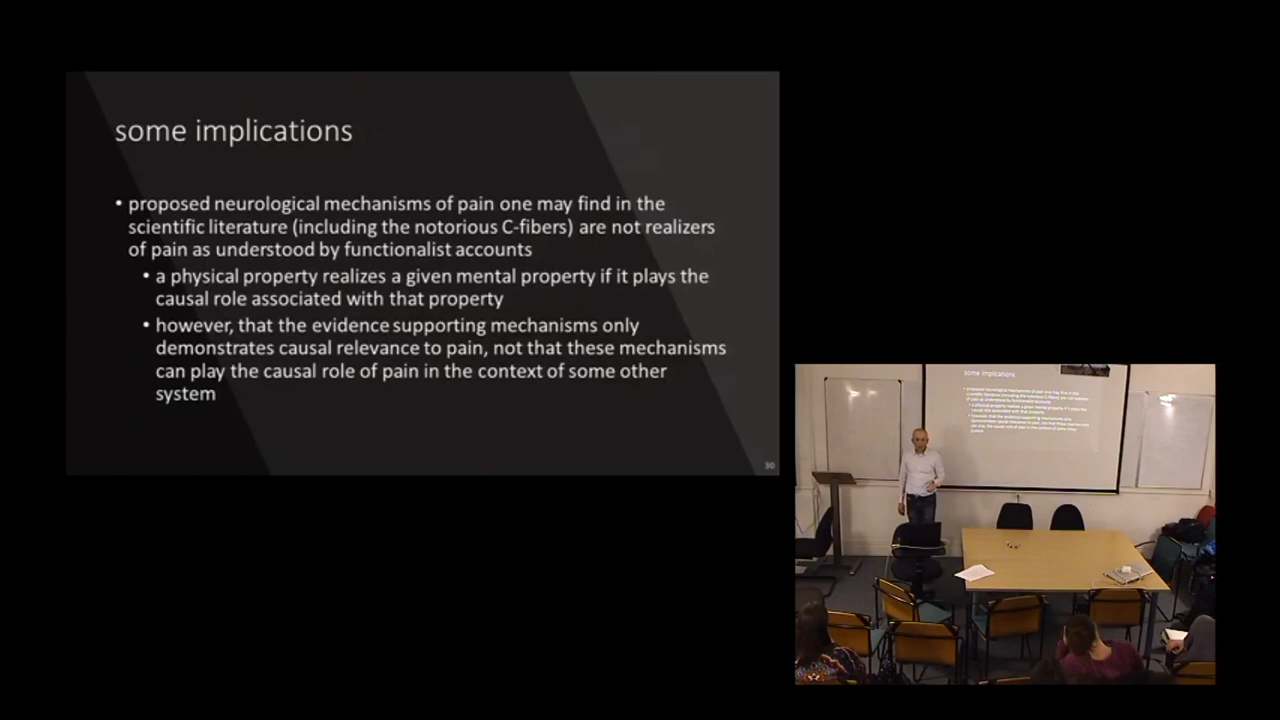 some implications
• proposed neurological mechanisms of pain one may find in the
scientific literature (including the notorious C-fibers) are not realizers
of pain as understood by functionalist accounts
• a physical property realizes a given mental property if it plays the
causal role associated with that property
• however, that the evidence supporting mechanisms only
demonstrates causal relevance to pain, not that these mechanisms
can play the causal role of pain in the context of some other
system
30
some implications